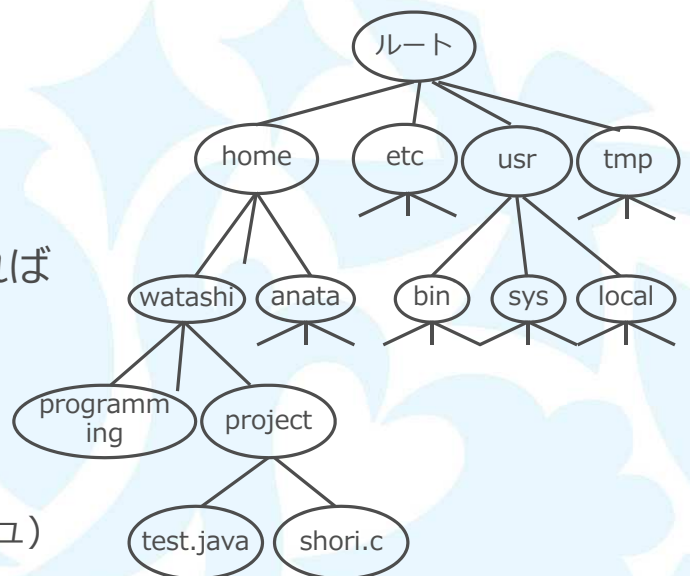 ルート
home
etc
usr
tmp
れば
watashi
anata
bin
sys
local
programm
ing
project
test.java
shori.c